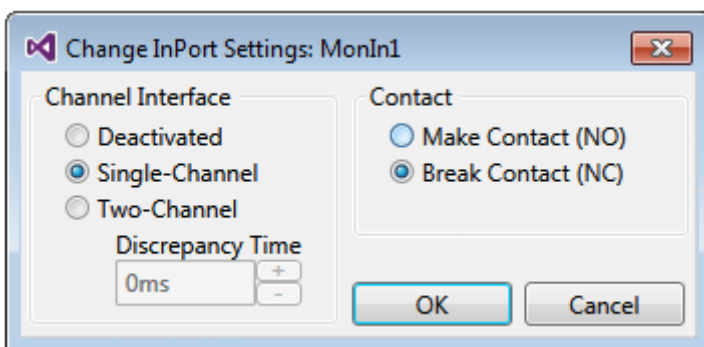 Change InPort Settings: MonIn1
Channel Interface
Deactivated
Single-Channel
Two-Channel
Discrepancy Time
0ms
+
-
Contact
Make Contact (NO)
Break Contact (NC)
OK
Cancel